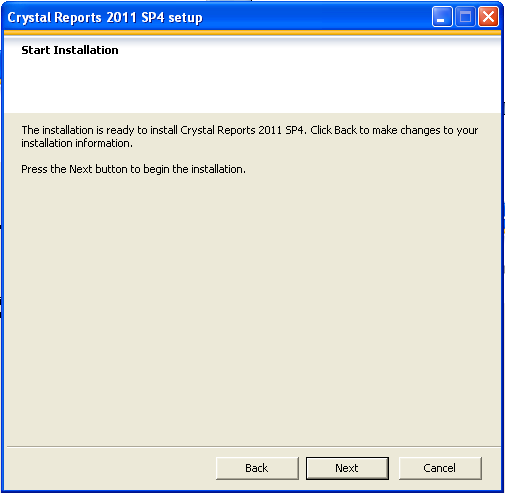 Crystal Reports 2011 SP4 setup
Start Installation
The installation is ready to install Crystal Reports 2011 SP4. Click Back to make changes to your
installation information.
Press the Next button to begin the installation.
Back
Next
Cancel